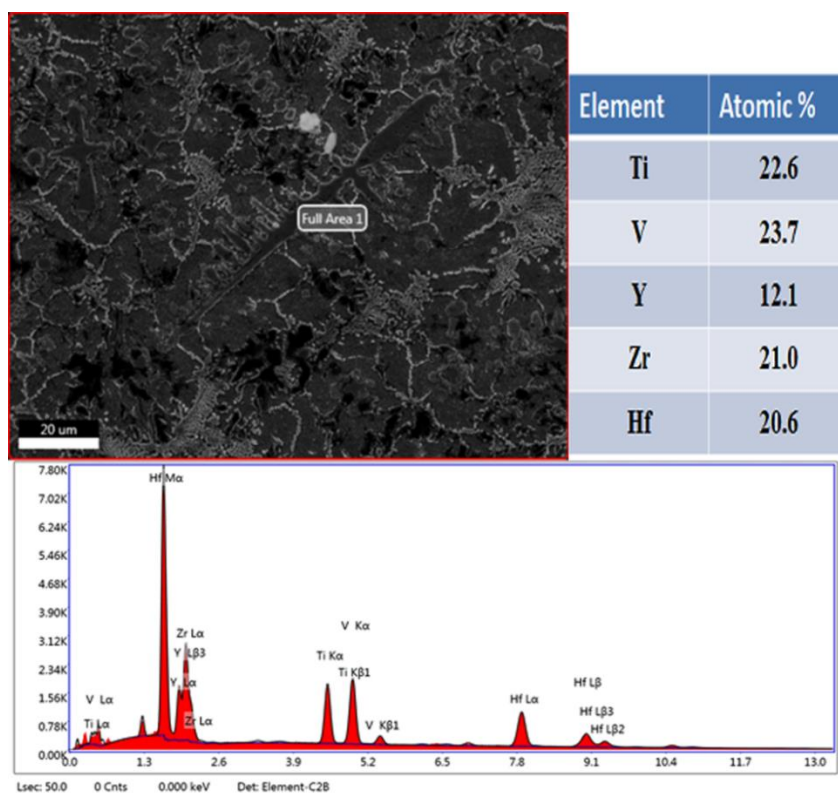 Full Area 1
20 um
Element Atomic %
Ti 22.6
V 23.7
Y 12.1
Zr 21.0
Hf 20.6
7.80K
7.02K
6.24K
5.46K
4.68K
3.90K
3.12K
2.34K
1.56K
0.78K
0.00K
Hf Mα
Zr Lα
Y Lβ3
Y Lα
Zr Lα
V Lα
Ti Lα
V Kα
Ti Kα
Ti Kβ1
V Kβ1
Hf Lα
Hf Lβ
Hf Lβ3
Hf Lβ2
0.0 1.3 2.6 3.9 5.2 6.5 7.8 9.1 10.4 11.7 13.0
Lsec: 50.0 0 Cnts 0.000 keV Det: Element-C2B